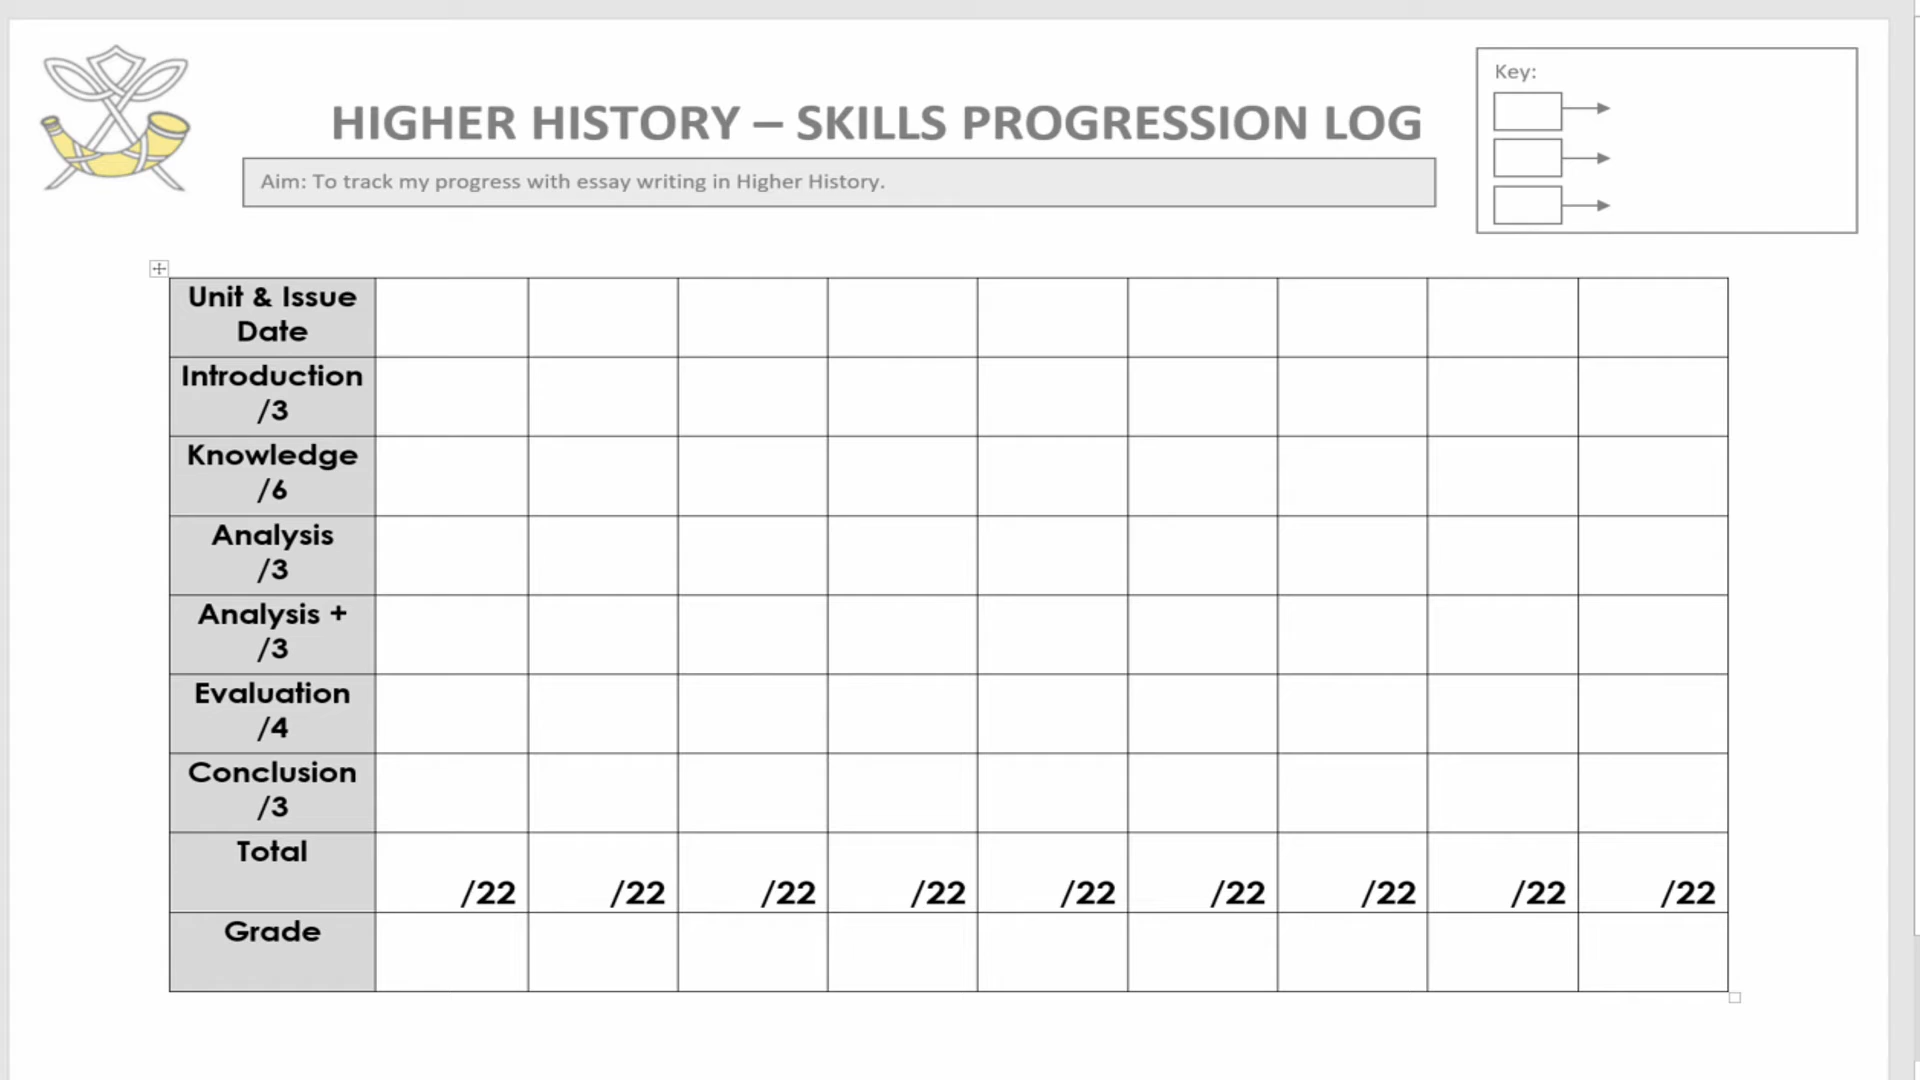 Key:
HIGHER HISTORY – SKILLS PROGRESSION LOG
Aim: To track my progress with essay writing in Higher History.
Unit & Issue
Date
Introduction
/3
Knowledge
/6
Analysis
/3
Analysis +
/3
Evaluation
/4
Conclusion
/3
Total
/22 /22 /22 /22 /22 /22 /22 /22 /22
Grade